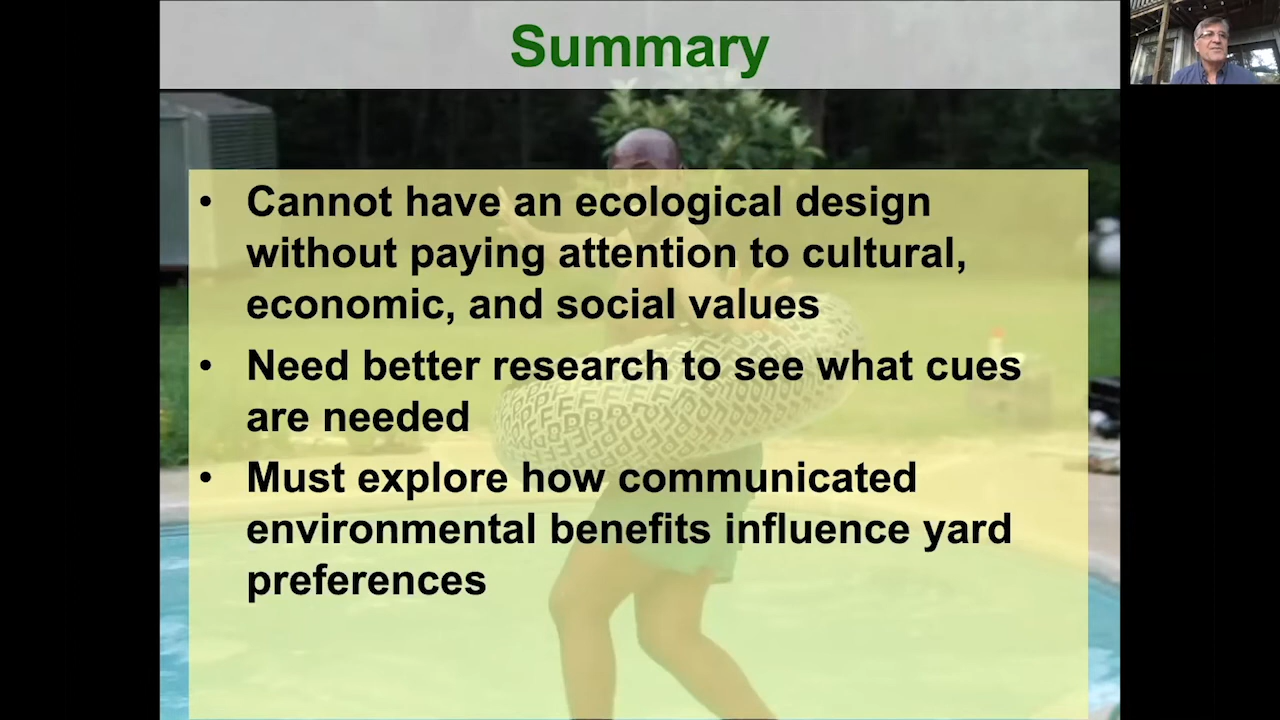 Summary
• Cannot have an ecological design
without paying attention to cultural,
economic, and social values
• Need better research to see what cues
are needed
• Must explore how communicated
environmental benefits influence yard
preferences